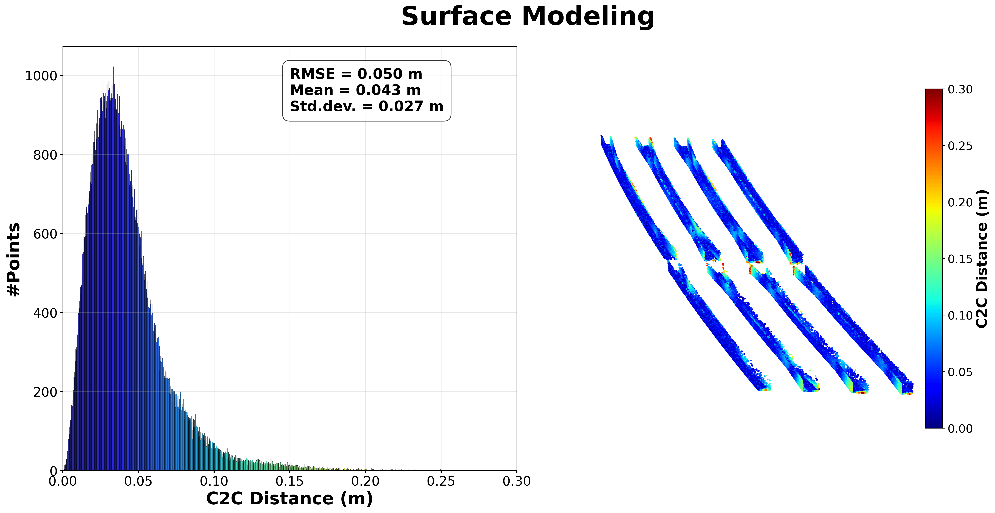 Surface Modeling
RMSE = 0.050 m
Mean = 0.043 m
Std.dev. = 0.027 m
#Points
1000
800
600
400
200
0
0.00 0.05 0.10 0.15 0.20 0.25 0.30
C2C Distance (m)
0.30
0.25
0.20
0.15
0.10
0.05
0.00
C2C Distance (m)